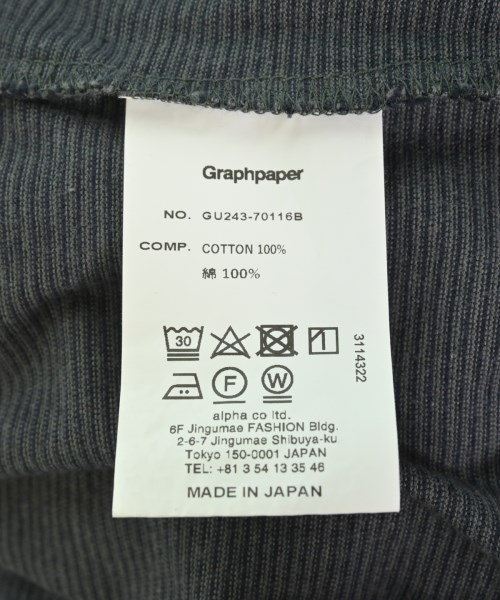 Graphpaper
NO. GU243-70116B
COMP. COTTON 100%
綿 100%
30
3114322
F
W
alpha co ltd.
6F Jingumae FASHION Bldg.
2-6-7 Jingumae Shibuya-ku
Tokyo 150-0001 JAPAN
TEL: +81 3 54 13 35 46
MADE IN JAPAN